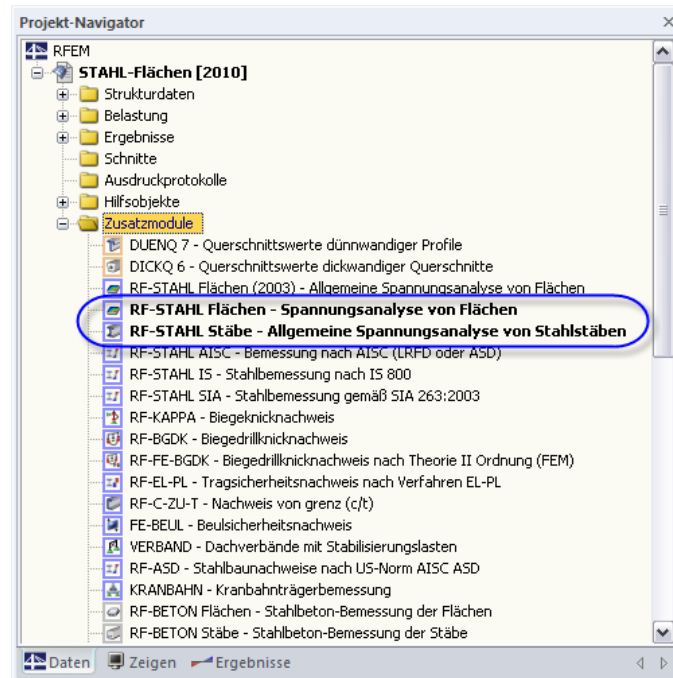 Projekt-Navigator
RFEM
STAHL-Flächen [2010]
Strukturdaten
Belastung
Ergebnisse
Schnitte
Ausdruckprotokolle
Hilfsobjekte
Zusatzmodule
DUENQ 7 - Querschnittswerte dünnwandiger Profile
DICKQ 6 - Querschnittswerte dickwandiger Querschnitte
RF-STAHL Flächen (2003) - Allgemeine Spannungsanalyse von Flächen
RF-STAHL Flächen - Spannungsanalyse von Flächen
RF-STAHL Stäbe - Allgemeine Spannungsanalyse von Stahlstäben
RF-STAHL AISC - Bemessung nach AISC (LRFD oder ASD)
RF-STAHL IS - Stahlbemessung nach IS 800
RF-STAHL SIA - Stahlbemessung gemäß SIA 263:2003
RF-KAPPA - Biegeknicknachweis
RF-BGDK - Biegedrillknicknachweis
RF-FE-BGDK - Biegedrillknicknachweis nach Theorie II Ordnung (FEM)
RF-EL-PL - Tragsicherheitsnachweis nach Verfahren EL-PL
RF-C-ZU-T - Nachweis von grenz (c/t)
FE-BEUL - Beulsicherheitsnachweis
VERBAND - Dachverbände mit Stabilisierungslasten
RF-ASD - Stahlbaunachweise nach US-Norm AISC ASD
KRANBAHN - Kranbahnträgerbemessung
RF-BETON Flächen - Stahlbeton-Bemessung der Flächen
RF-BETON Stäbe - Stahlbeton-Bemessung der Stäbe
Daten Zeigen Ergebnisse